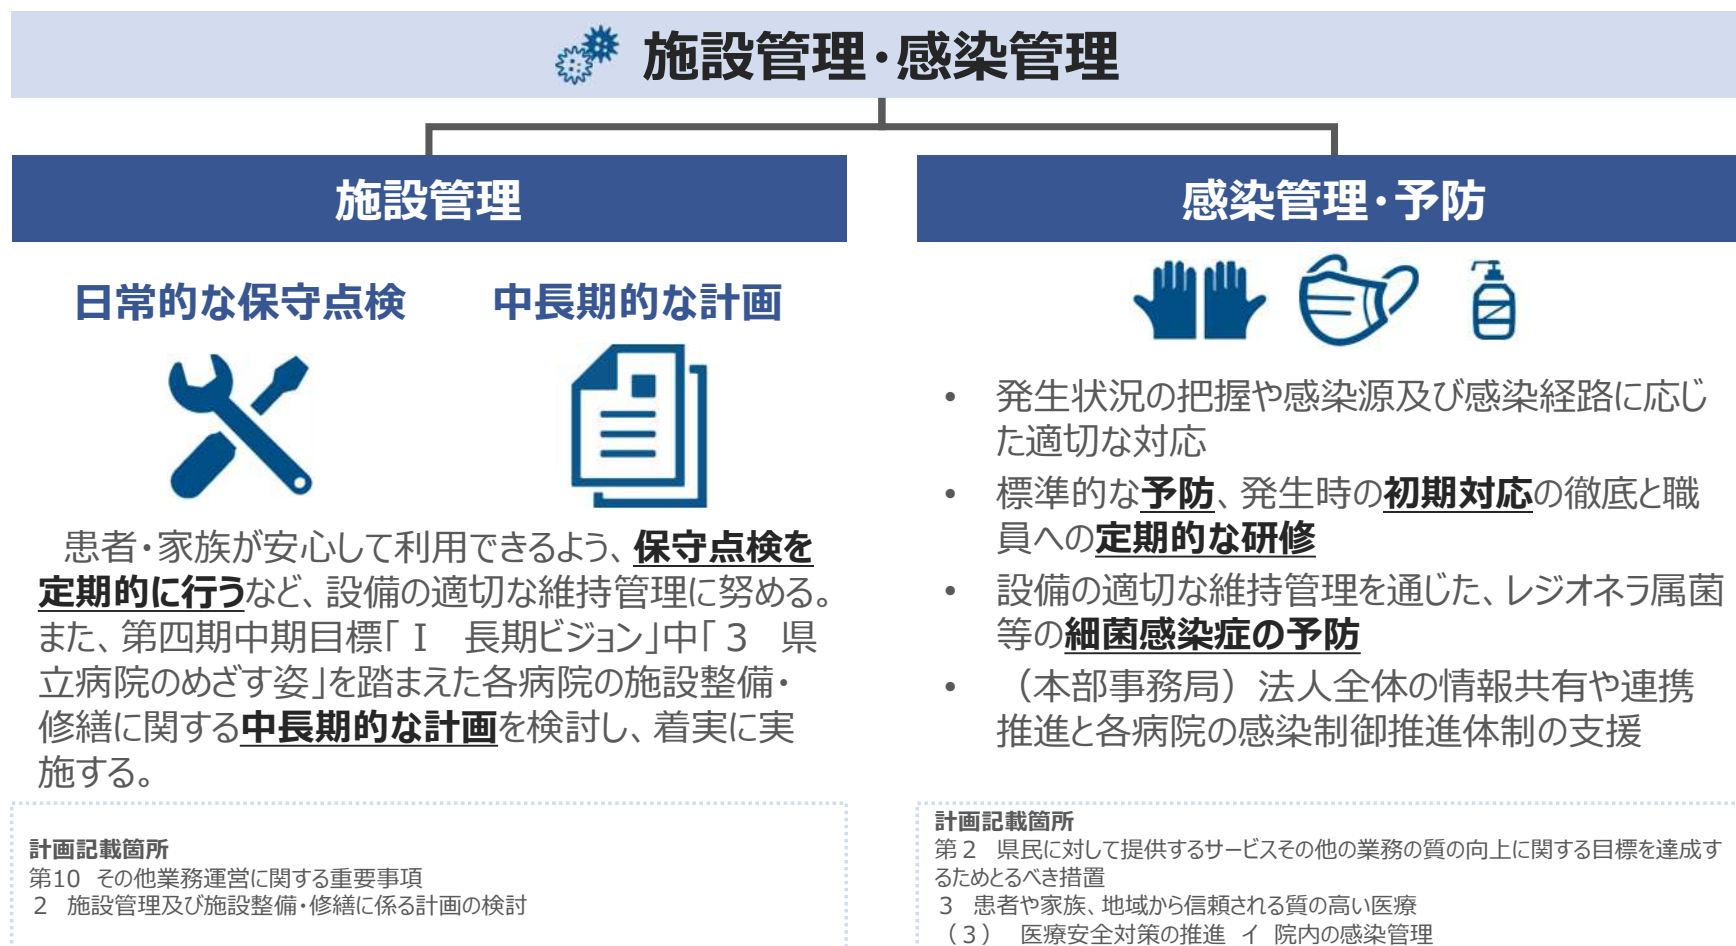 施設管理・感染管理
施設管理
日常的な保守点検
中長期的な計画
患者・家族が安心して利用できるよう、保守点検を
定期的に行うなど、設備の適切な維持管理に努める。
また、第四期中期目標「Ⅰ　長期ビジョン」中「３　県
立病院のめざす姿」を踏まえた各病院の施設整備・
修繕に関する中長期的な計画を検討し、着実に実
施する。
計画記載箇所
第10　その他業務運営に関する重要事項
２　施設管理及び施設整備・修繕に係る計画の検討
感染管理・予防
• 発生状況の把握や感染源及び感染経路に応じ
た適切な対応
• 標準的な予防、発生時の初期対応の徹底と職
員への定期的な研修
• 設備の適切な維持管理を通じた、レジオネラ属菌
等の細菌感染症の予防
• （本部事務局）法人全体の情報共有や連携
推進と各病院の感染制御推進体制の支援
計画記載箇所
第２　県民に対して提供するサービスその他の業務の質の向上に関する目標を達成す
るためとるべき措置
３　患者や家族、地域から信頼される質の高い医療
（３）　医療安全対策の推進　イ　院内の感染管理